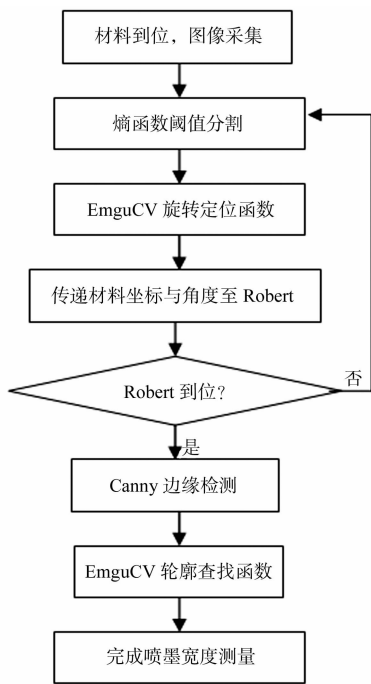 材料到位，图像采集
熵函数阈值分割
EmguCV 旋转定位函数
传递材料坐标与角度至 Robert
Robert 到位？
否
是
Canny 边缘检测
EmguCV 轮廓查找函数
完成喷墨宽度测量